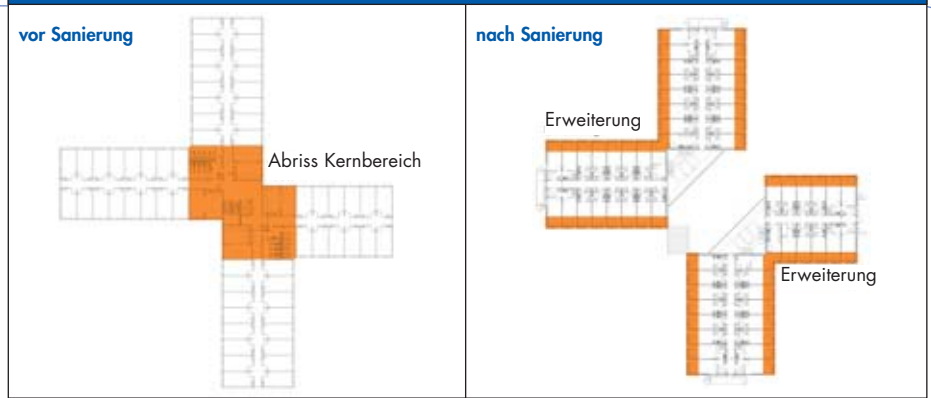 vor Sanierung
Abriss Kernbereich
nach Sanierung
Erweiterung
Erweiterung